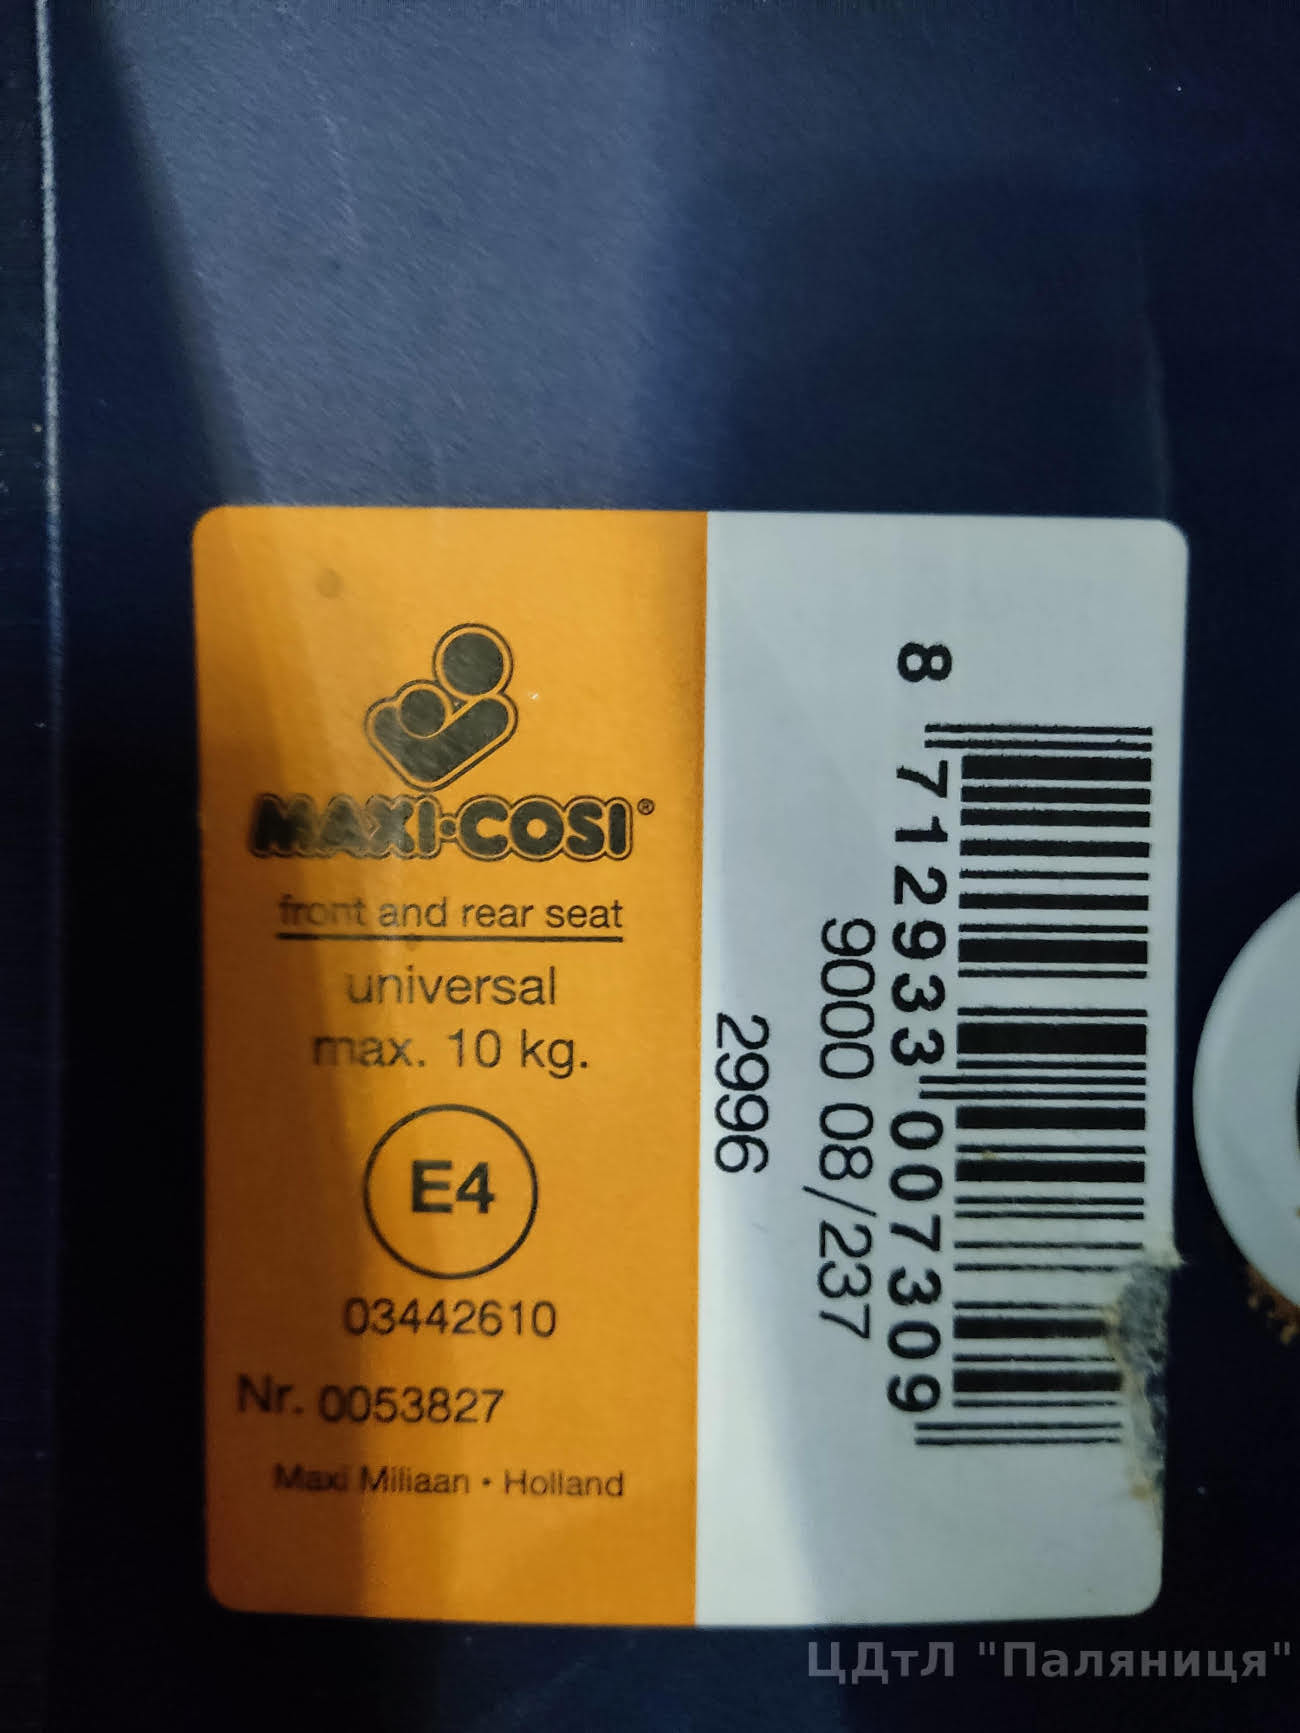 MAXI·COSI®
front and rear seat
universal
max. 10 kg.
E4
03442610
Nr. 0053827
Maxi Miliaan • Holland
8 712933 007309
9000 08/237
2996
ЦДтЛ "Паляниця"